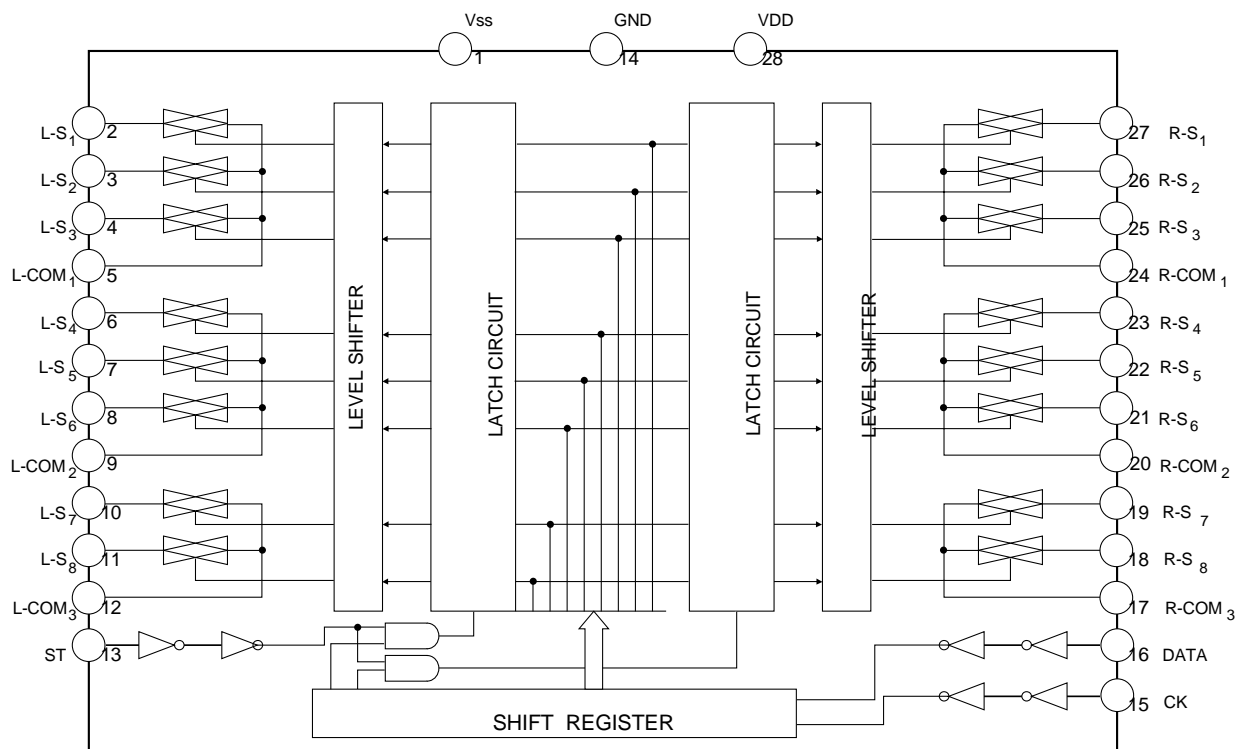 Vss GND VDD
1 14 28
L-S1 2
L-S2 3
L-S3 4
L-COM1 5
L-S4 6
L-S5 7
L-S6 8
L-COM2 9
L-S7 10
L-S8 11
L-COM3 12
ST 13
LEVEL SHIFTER
LATCH CIRCUIT
LATCH CIRCUIT
LEVEL SHIFTER
27 R-S1
26 R-S2
25 R-S3
24 R-COM1
23 R-S4
22 R-S5
21 R-S6
20 R-COM2
19 R-S7
18 R-S8
17 R-COM3
16 DATA
15 CK
SHIFT REGISTER